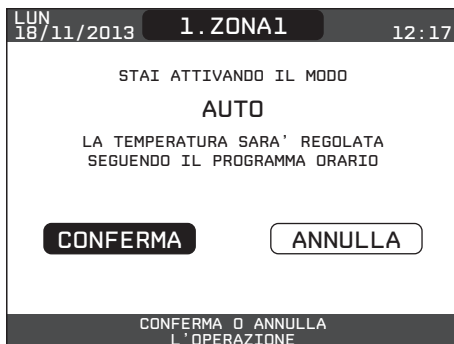 LUN
18/11/2013
1.ZONA1
12:17
STAI ATTIVANDO IL MODO
AUTO
LA TEMPERATURA SARA' REGOLATA
SEGUENDO IL PROGRAMMA ORARIO
CONFERMA
ANNULLA
CONFERMA O ANNULLA
L'OPERAZIONE